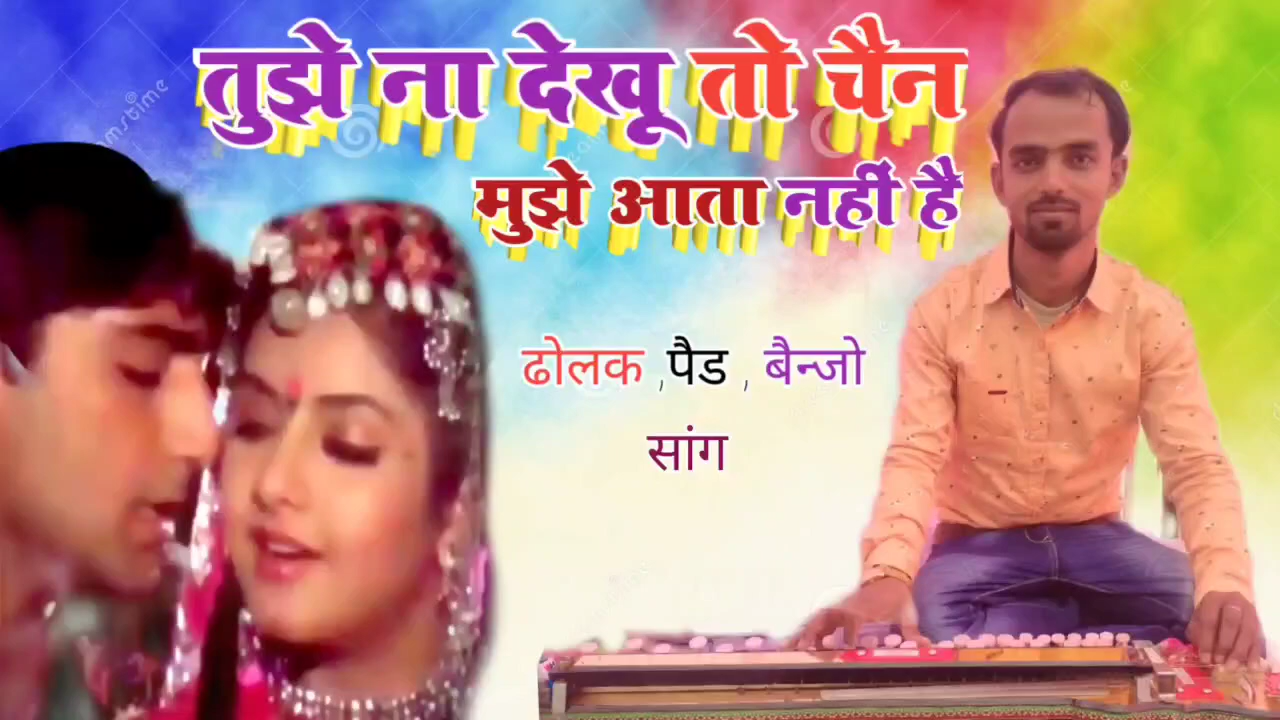 तुझे ना देखू तो चैन
मुझे आता नहीं है
ढोलक ,पैड , बैन्जो
सांग